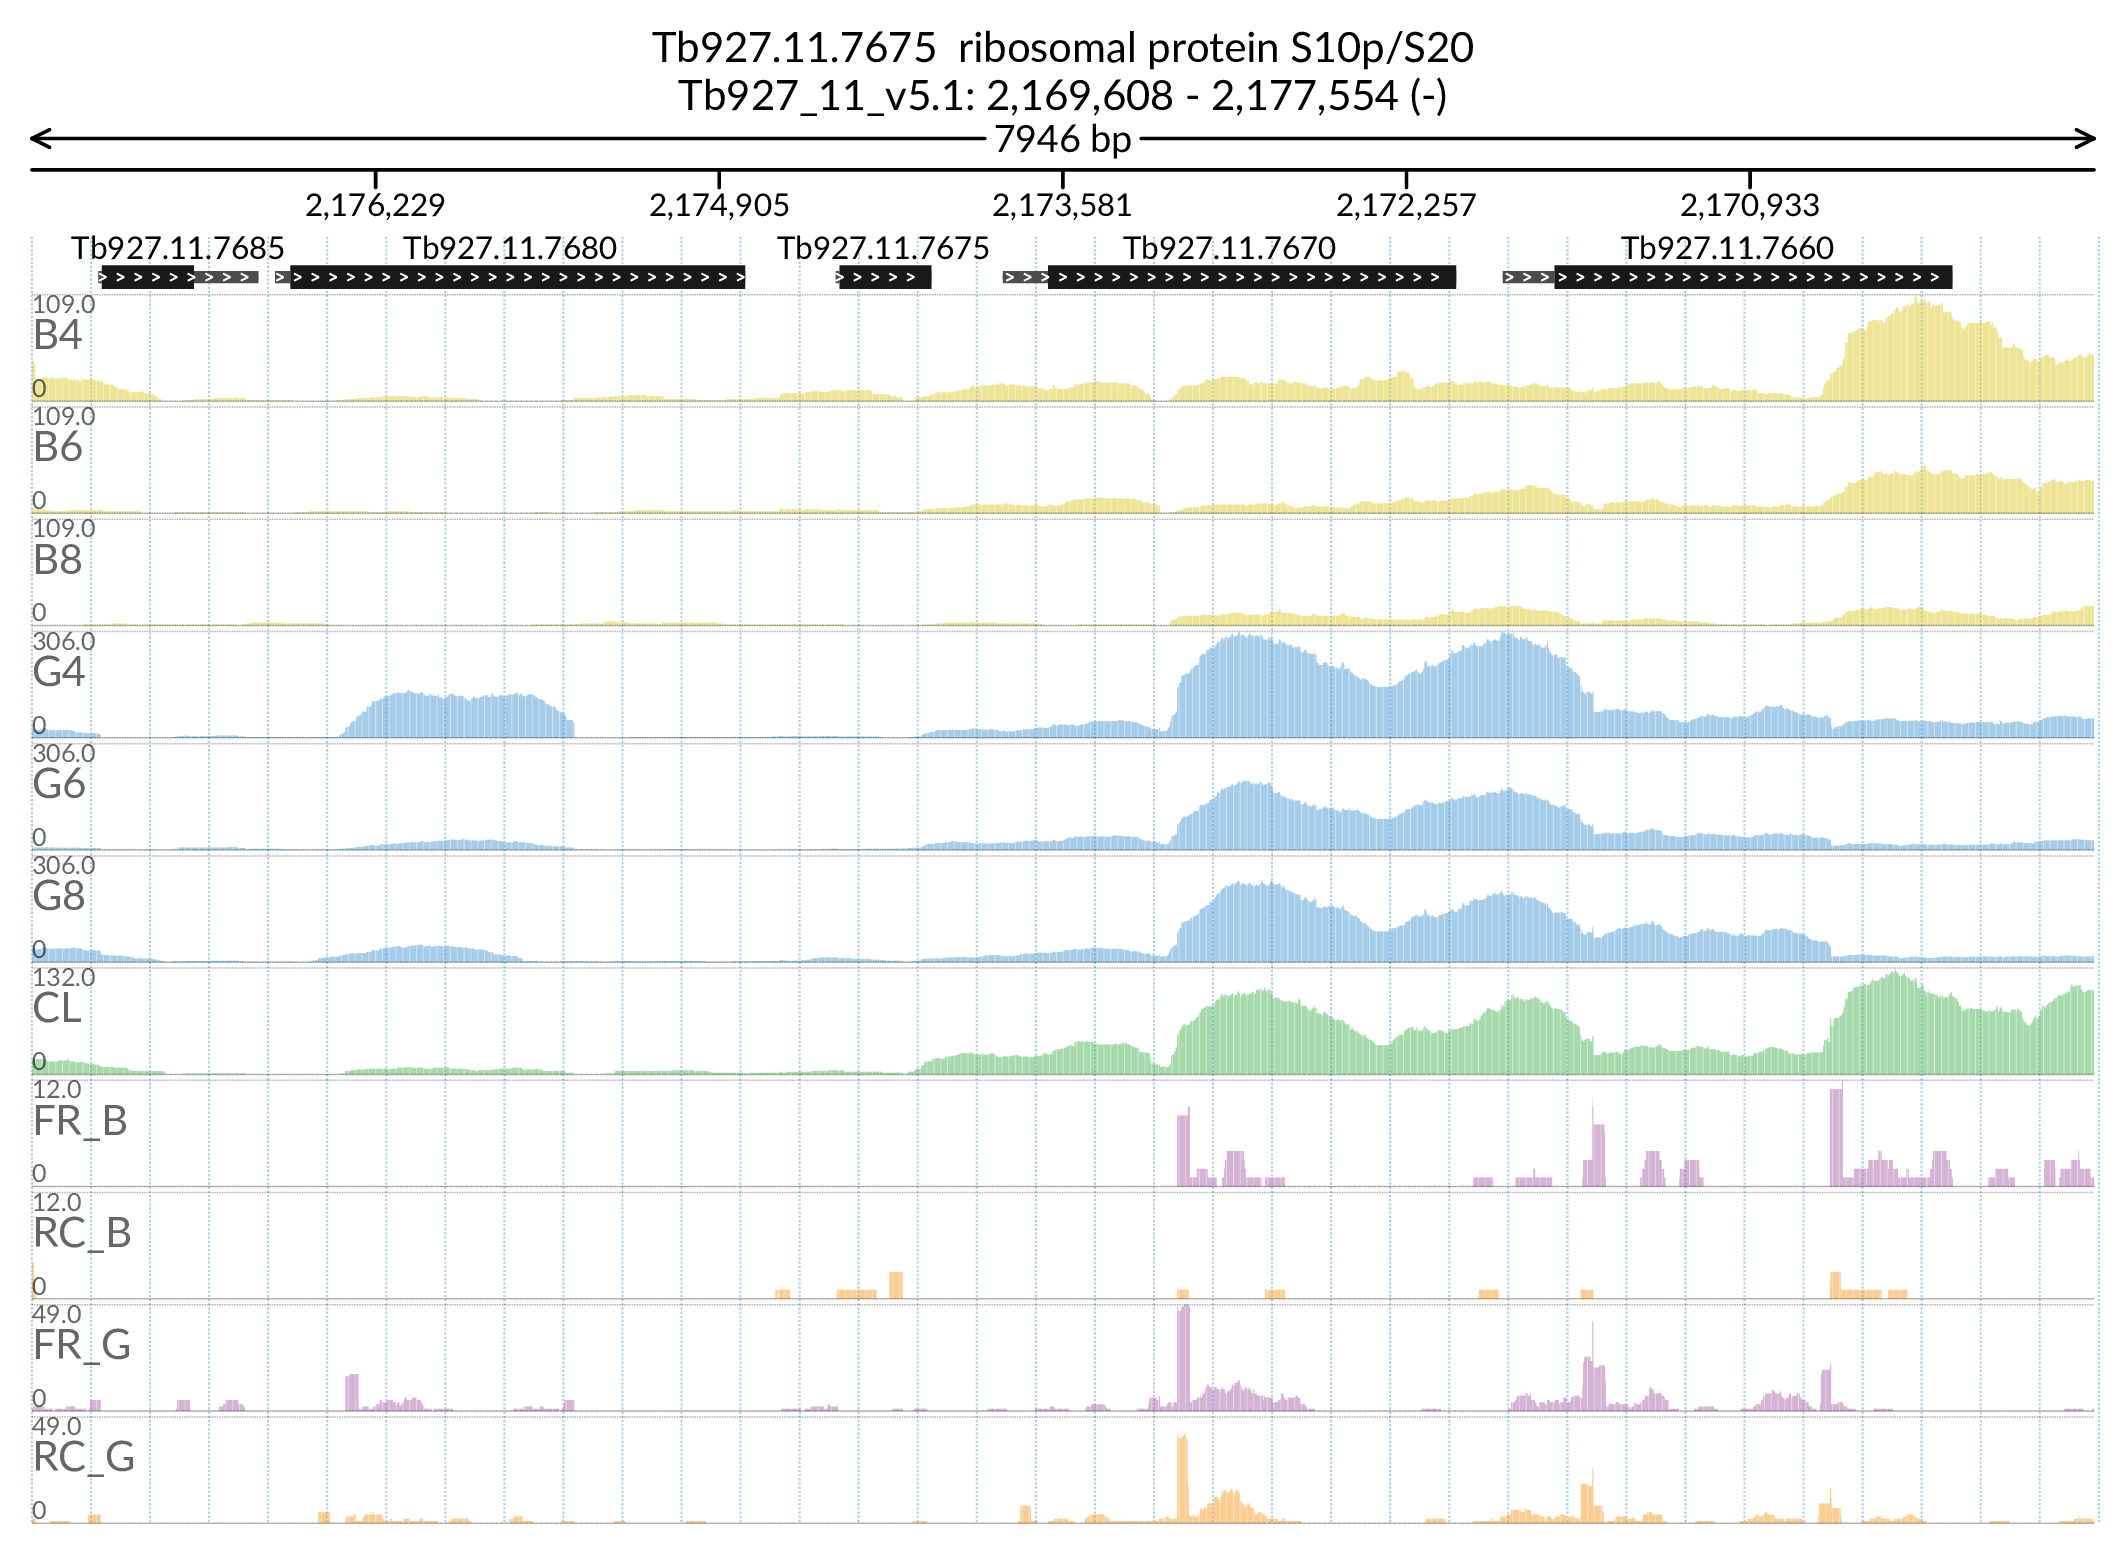 Tb927.11.7675  ribosomal protein S10p/S20
Tb927_11_v5.1: 2,169,608 - 2,177,554 (-)
7946 bp
2,176,229 2,174,905 2,173,581 2,172,257 2,170,933
Tb927.11.7685 Tb927.11.7680 Tb927.11.7675 Tb927.11.7670 Tb927.11.7660
109.0
B4
0
109.0
B6
0
109.0
B8
0
306.0
G4
0
306.0
G6
0
306.0
G8
0
132.0
CL
0
12.0
FR_B
0
12.0
RC_B
0
49.0
FR_G
0
49.0
RC_G
0